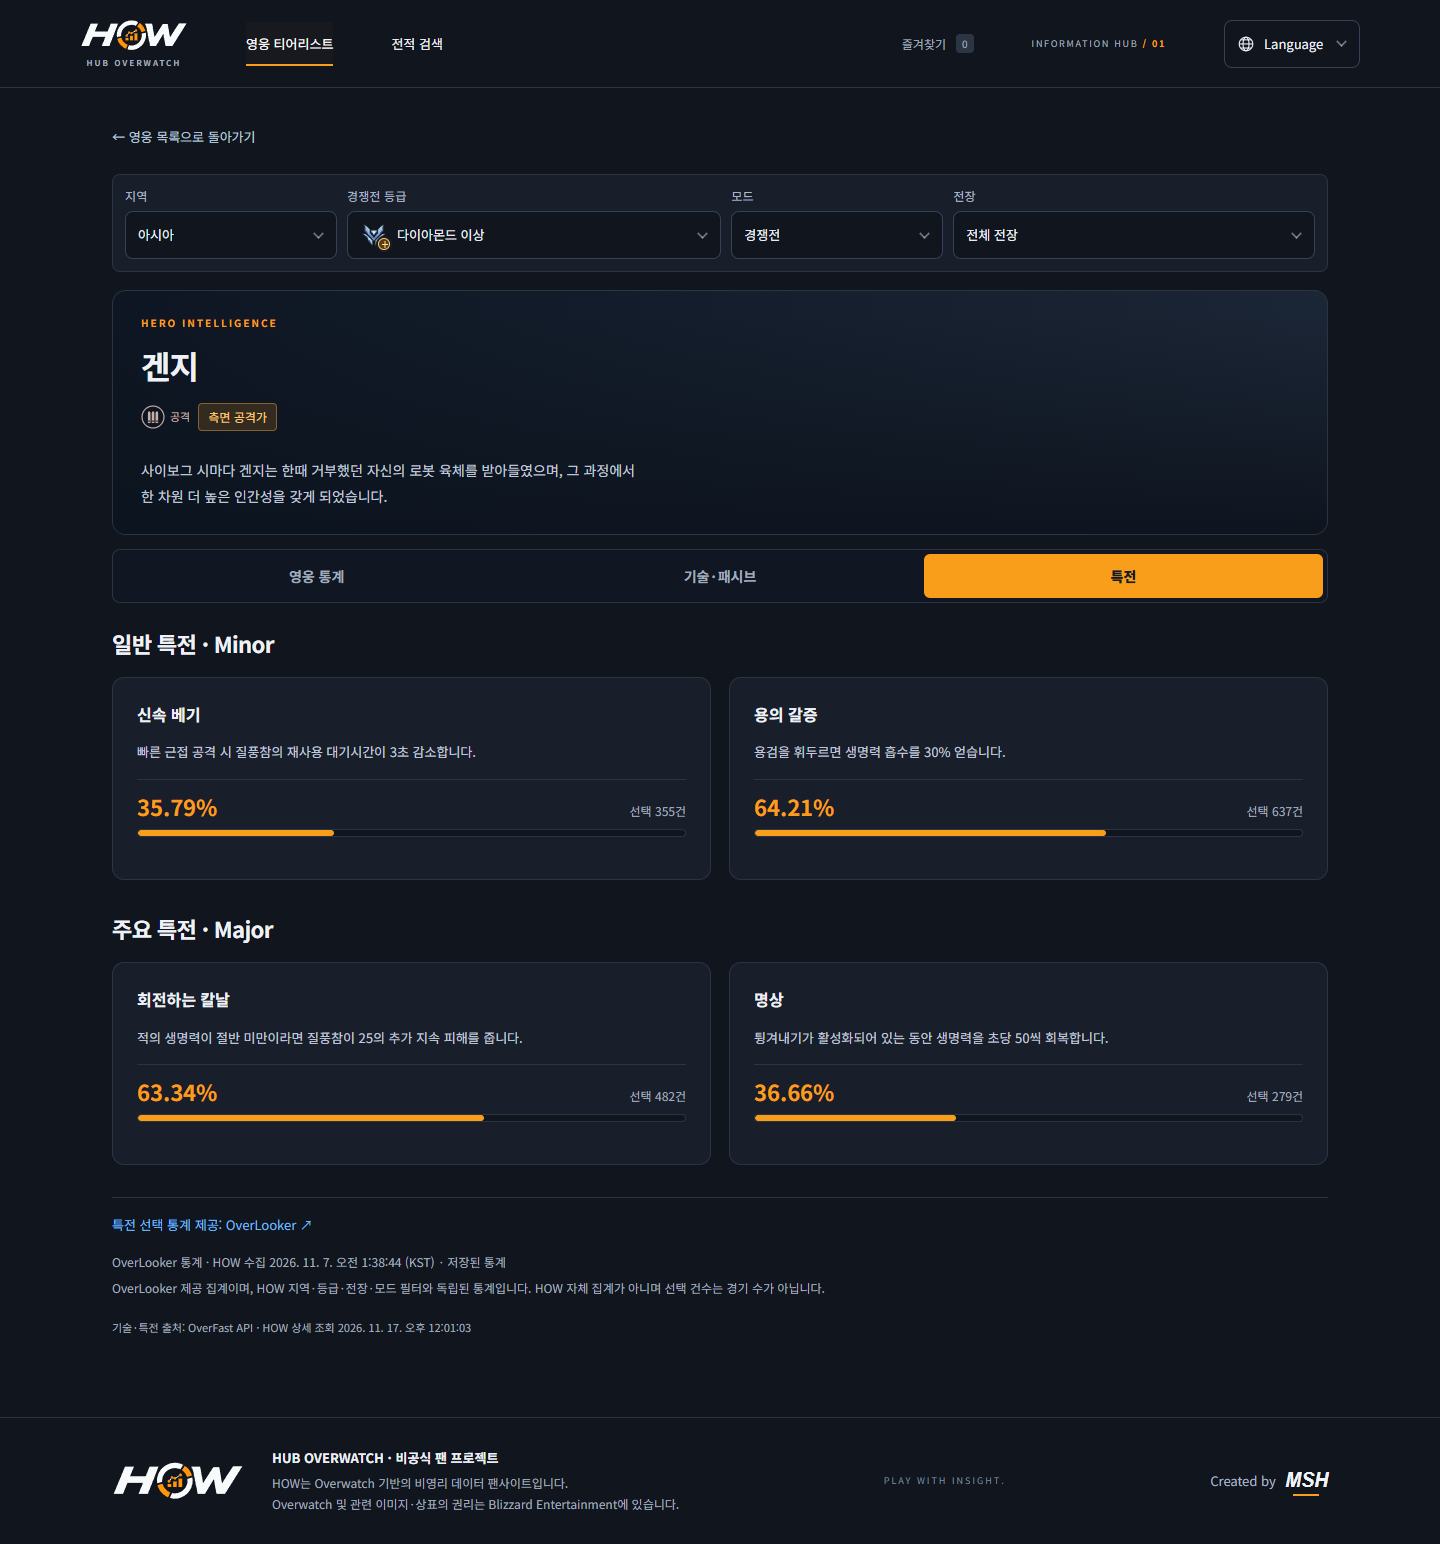 HOW
HUB OVERWATCH
영웅 티어리스트
전적 검색
즐겨찾기 0
INFORMATION HUB / 01
Language
← 영웅 목록으로 돌아가기
지역
경쟁전 등급
모드
전장
아시아
다이아몬드 이상
경쟁전
전체 전장
HERO INTELLIGENCE
겐지
공격
측면 공격가
사이보그 시마다 겐지는 한때 거부했던 자신의 로봇 육체를 받아들였으며, 그 과정에서
한 차원 더 높은 인간성을 갖게 되었습니다.
영웅 통계
기술·패시브
특전
일반 특전 · Minor
신속 베기
빠른 근접 공격 시 질풍참의 재사용 대기시간이 3초 감소합니다.
35.79%
선택 355건
용의 갈증
용검을 휘두르면 생명력 흡수를 30% 얻습니다.
64.21%
선택 637건
주요 특전 · Major
회전하는 칼날
적의 생명력이 절반 미만이라면 질풍참이 25의 추가 지속 피해를 줍니다.
63.34%
선택 482건
명상
튕겨내기가 활성화되어 있는 동안 생명력을 초당 50씩 회복합니다.
36.66%
선택 279건
특전 선택 통계 제공: OverLooker ↗
OverLooker 통계 · HOW 수집 2026. 11. 7. 오전 1:38:44 (KST) · 저장된 통계
OverLooker 제공 집계이며, HOW 지역·등급·전장·모드 필터와 독립된 통계입니다. HOW 자체 집계가 아니며 선택 건수는 경기 수가 아닙니다.
기술·특전 출처: OverFast API · HOW 상세 조회 2026. 11. 17. 오후 12:01:03
HOW
HUB OVERWATCH · 비공식 팬 프로젝트
HOW는 Overwatch 기반의 비영리 데이터 팬사이트입니다.
Overwatch 및 관련 이미지·상표의 권리는 Blizzard Entertainment에 있습니다.
PLAY WITH INSIGHT.
Created by MSH